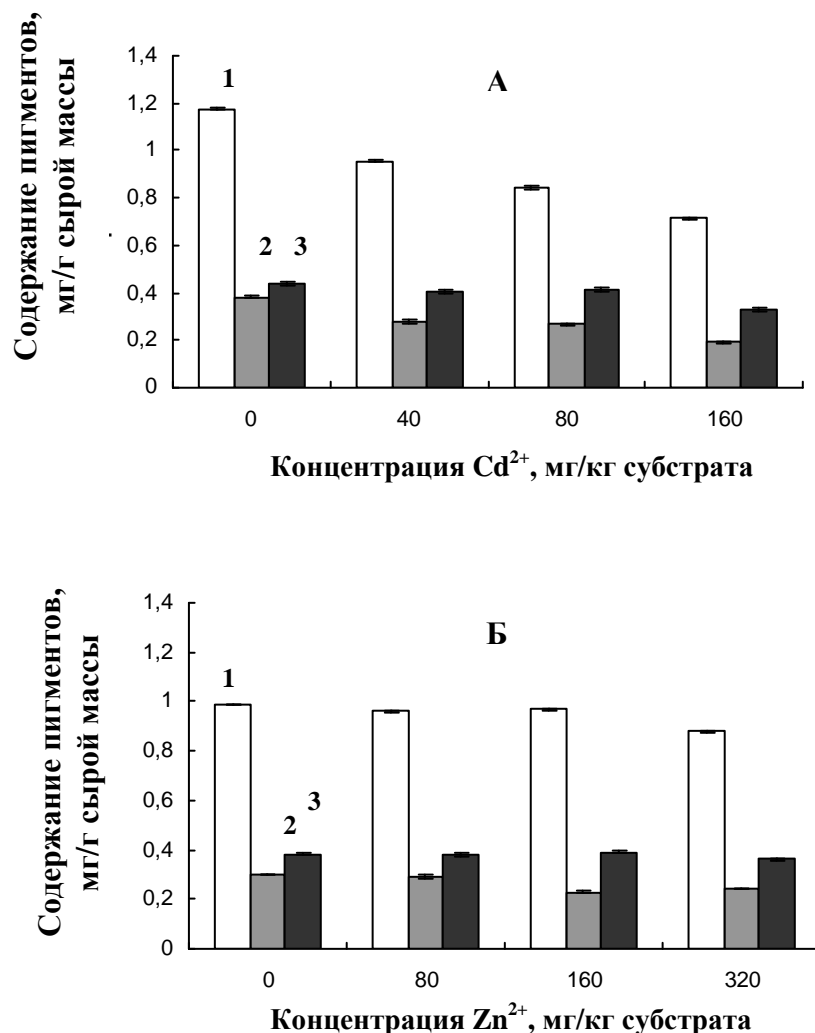 Содержание пигментов,
мг/г сырой массы
1,4
1,2
1
0,8
0,6
0,4
0,2
0
1
А
2 3
0 40 80 160
Концентрация Cd²⁺, мг/кг субстрата
Содержание пигментов,
мг/г сырой массы
1,4
1,2
1
0,8
0,6
0,4
0,2
0
Б
1
3
2
0 80 160 320
Концентрация Zn²⁺, мг/кг субстрата